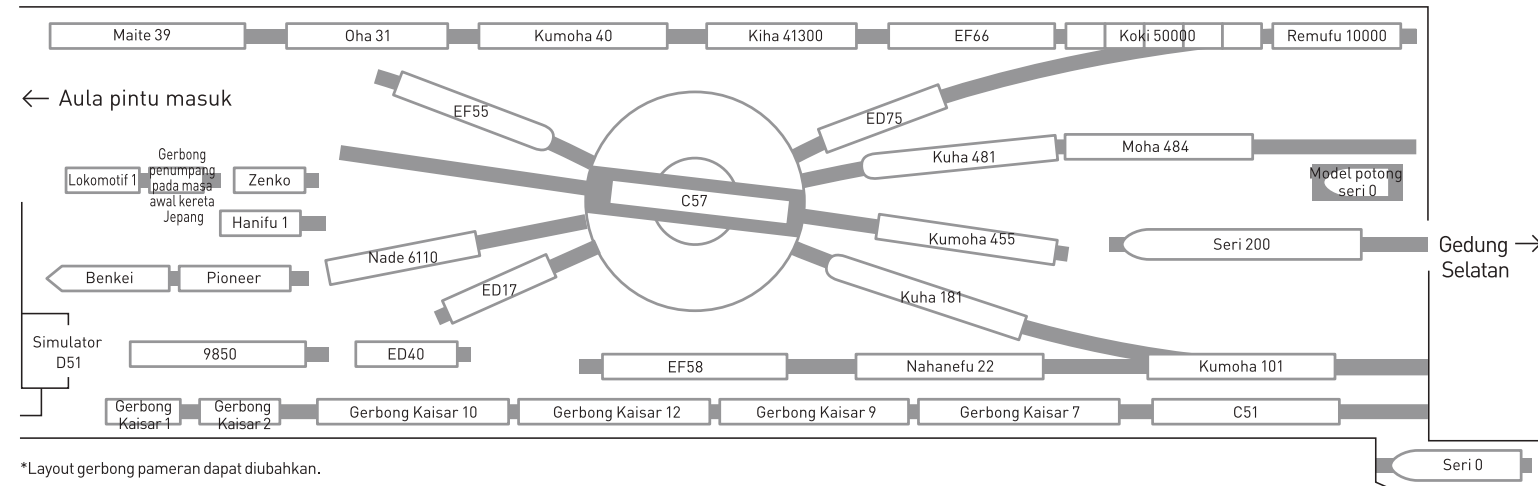 Maite 39
Oha 31
Kumoha 40
Kiha 41300
EF66
Koki 50000
Remufu 10000
← Aula pintu masuk
EF55
ED75
Kuha 481
Moha 484
Model potong
seri 0
Lokomotif 1
Gerbong
penumpang
pada masa
awal kereta
Jepang
Zenko
Hanifu 1
C57
Kumoha 455
Seri 200
Gedung →
Selatan
Nade 6110
Benkei
Pioneer
ED17
Kuha 181
Simulator
D51
9850
ED40
EF58
Nahanefu 22
Kumoha 101
Gerbong
Kaisar 1
Gerbong
Kaisar 2
Gerbong Kaisar 10
Gerbong Kaisar 12
Gerbong Kaisar 9
Gerbong Kaisar 7
C51
Seri 0
*Layout gerbong pameran dapat diubahkan.